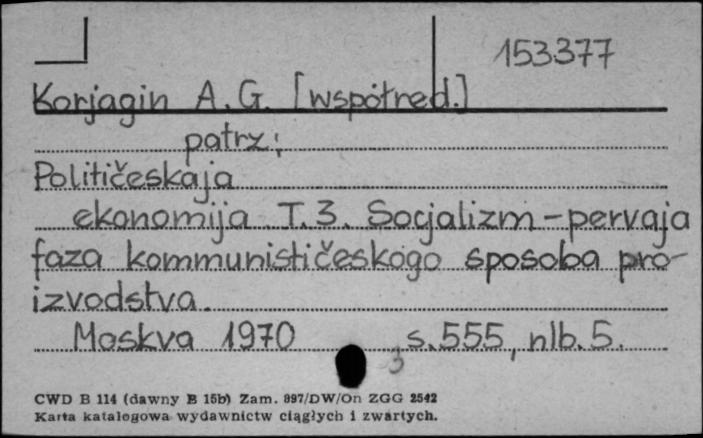 153377
Korjagin A.G. [współred.]
patrz:
Političeskaja
ekonomija. T.3. Socjalizm - pervaja
faza kommunističeskogo sposoba pro-
izvodstva.
Moskva 1970 s.555, nlb.5.
3
CWD B 114 (dawny B 15b) Zam. 897/DW/On ZGG 2542
Karta katalogowa wydawnictw ciągłych i zwartych.